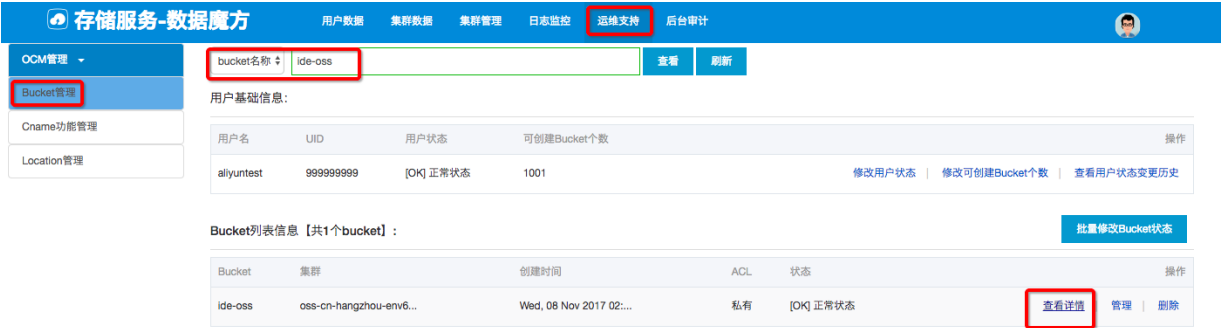 存储服务-数据魔方 用户数据 集群数据 集群管理 日志监控 运维支持 后台审计
OCM管理
Bucket管理
Cname功能管理
Location管理
bucket名称 ide-oss 查看 刷新
用户基础信息：
用户名 UID 用户状态 可创建Bucket个数 操作
aliyuntest 999999999 [OK] 正常状态 1001 修改用户状态 | 修改可创建Bucket个数 | 查看用户状态变更历史
Bucket列表信息【共1个bucket】： 批量修改Bucket状态
Bucket 集群 创建时间 ACL 状态 操作
ide-oss oss-cn-hangzhou-env6... Wed, 08 Nov 2017 02:... 私有 [OK] 正常状态 查看详情 管理 | 删除